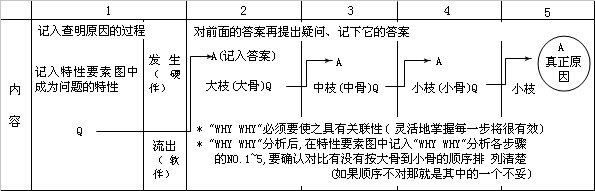 1 2 3 4 5
记入查明原因的过程 对前面的答案再提出疑问、记下它的答案
内容
记入特性要素图中
成为问题的特性
Q
发生
(硬
件)
流出
(软
件)
A(记入答案)
大枝(大骨)Q
A
中枝(中骨)Q
A
小枝(小骨)Q
小枝
A
真正原
因
* "WHY WHY"必须要使之具有关联性(灵活地掌握每一步将很有效)
* "WHY WHY"分析后,在特性要素图中记入"WHY WHY"分析各步骤
的NO.1~5,要确认对比有没有按大骨到小骨的顺序排 列清楚
(如果顺序不对那就是其中的一个不妥)